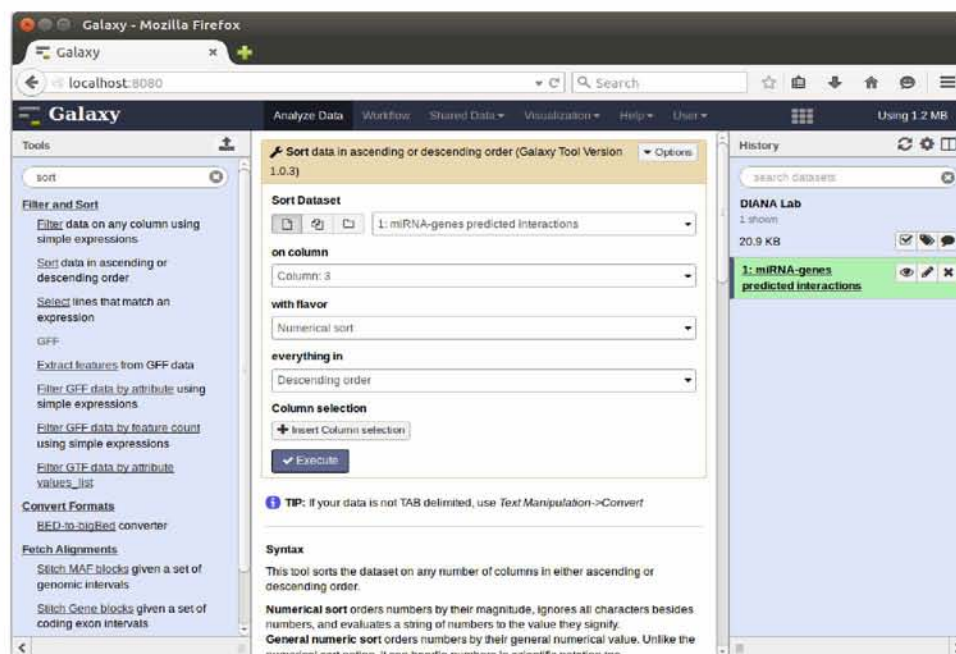 Galaxy - Mozilla Firefox
Galaxy
localhost:8080
Search
Galaxy
Analyze Data Workflow Shared Data Visualization Help User
Using 1.2 MB
Tools
sort
Filter and Sort
Filter data on any column using
simple expressions
Sort data in ascending or
descending order
Select lines that match an
expression
GFF
Extract features from GFF data
Filter GFF data by attribute using
simple expressions
Filter GFF data by feature count
using simple expressions
Filter GTF data by attribute
values_list
Convert Formats
BED-to-bigBed converter
Fetch Alignments
Stitch MAF blocks given a set of
genomic intervals
Stitch Gene blocks given a set of
coding exon intervals
Sort data in ascending or descending order (Galaxy Tool Version
1.0.3)
Options
Sort Dataset
1: miRNA-genes predicted interactions
on column
Column: 3
with flavor
Numerical sort
everything in
Descending order
Column selection
Insert Column selection
Execute
TIP: If your data is not TAB delimited, use Text Manipulation->Convert
Syntax
This tool sorts the dataset on any number of columns in either ascending or
descending order.
Numerical sort orders numbers by their magnitude, ignores all characters besides
numbers, and evaluates a string of numbers to the value they signify.
General numeric sort orders numbers by their general numerical value. Unlike the
History
search datasets
DIANA Lab
1 shown
20.9 KB
1: miRNA-genes
predicted interactions